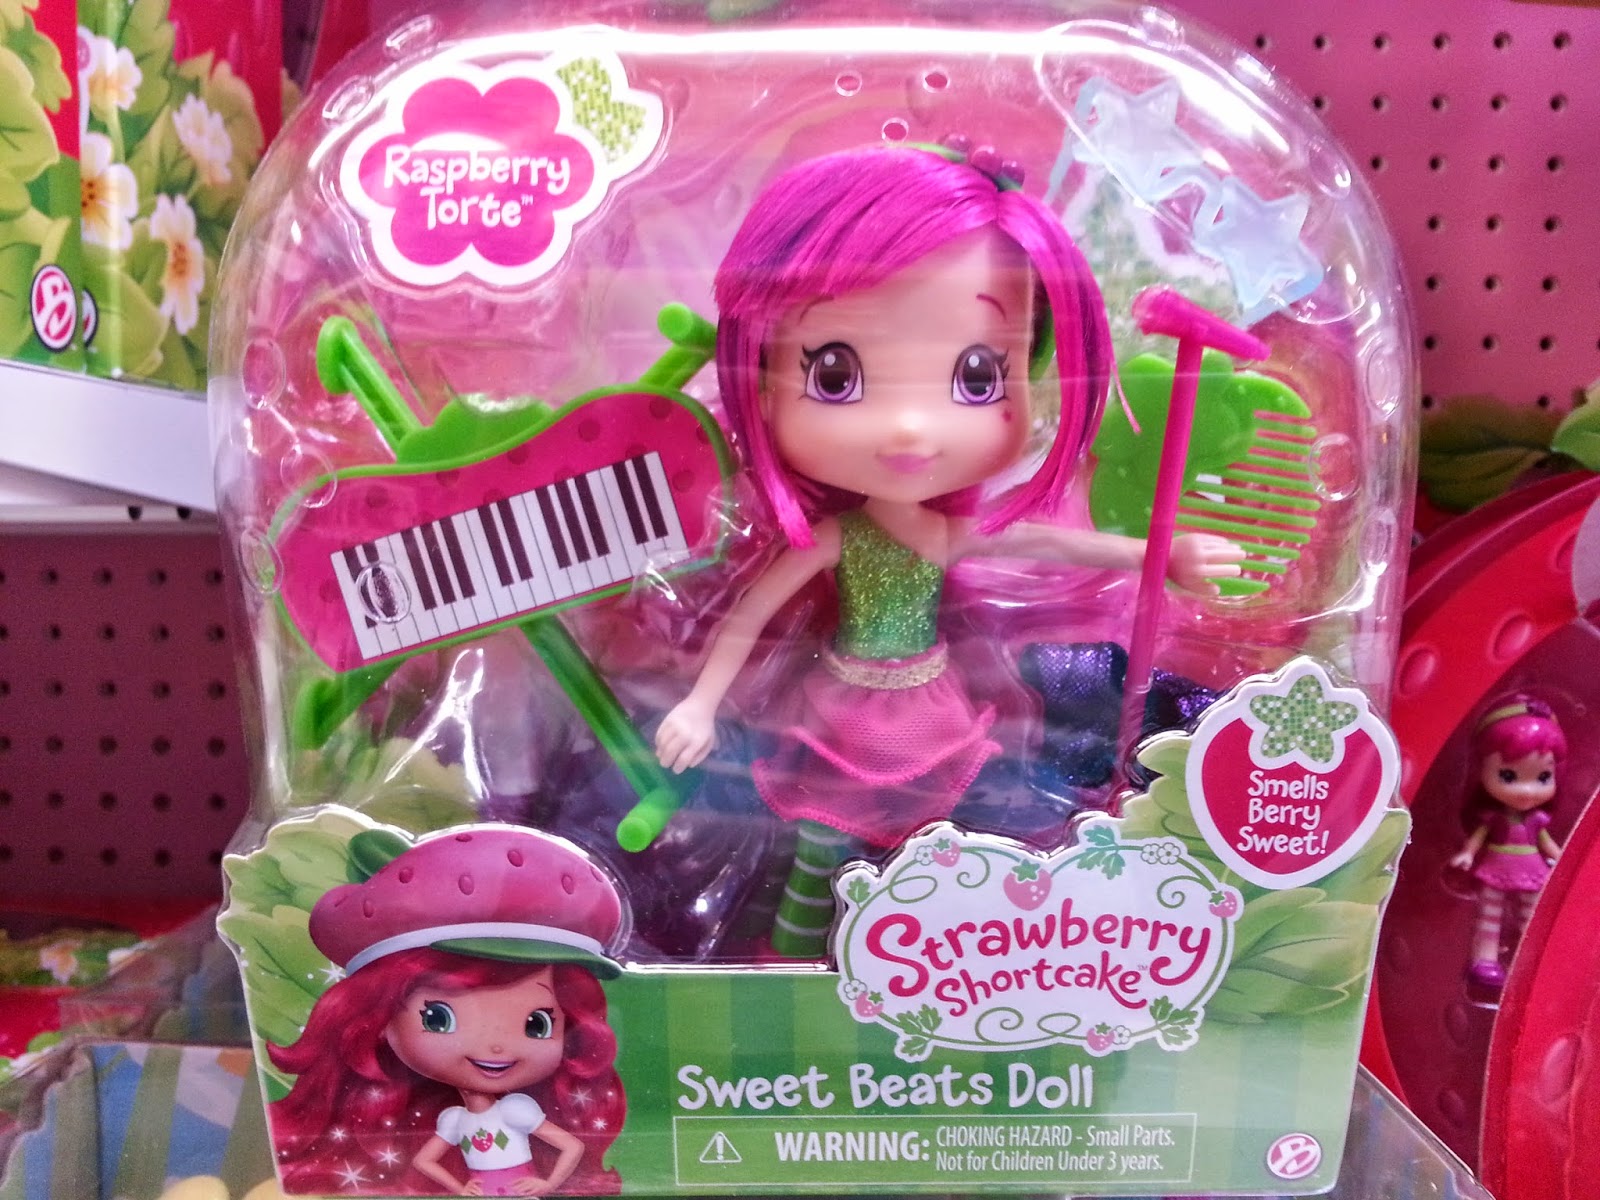 Raspberry
Torte™
Smells
Berry
Sweet!
Strawberry
Shortcake™
Sweet Beats Doll
WARNING: CHOKING HAZARD - Small Parts.
Not for Children Under 3 years.
B
B